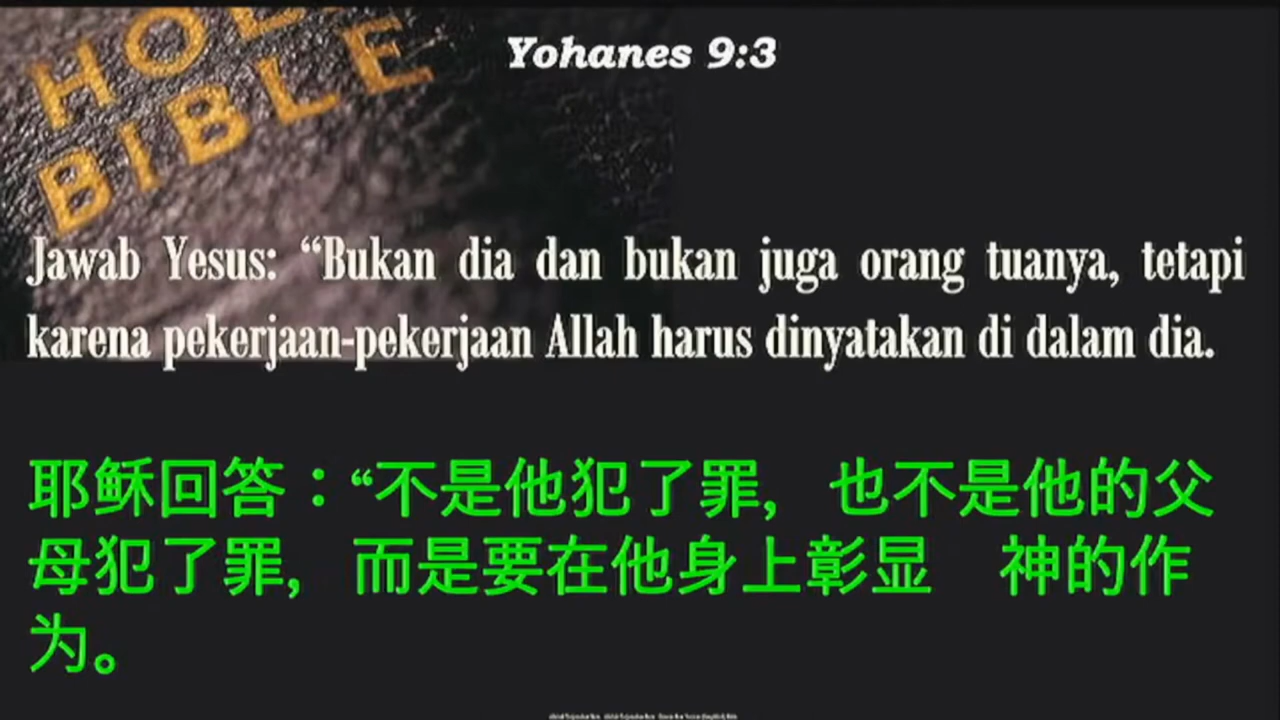 HOL
BIBLE
Yohanes 9:3
Jawab Yesus: “Bukan dia dan bukan juga orang tuanya, tetapi
karena pekerjaan-pekerjaan Allah harus dinyatakan di dalam dia.
耶稣回答：“不是他犯了罪, 也不是他的父
母犯了罪, 而是要在他身上彰显　神的作
为。